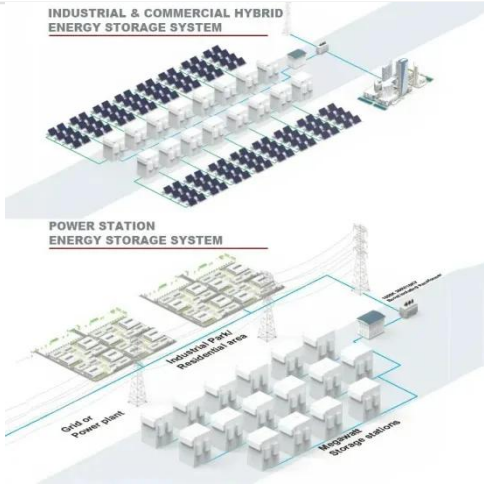 INDUSTRIAL & COMMERCIAL HYBRID
ENERGY STORAGE SYSTEM
POWER STATION
ENERGY STORAGE SYSTEM
Industrial Park/
Residential area
Grid or
Power plant
Megawatt
Storage stations